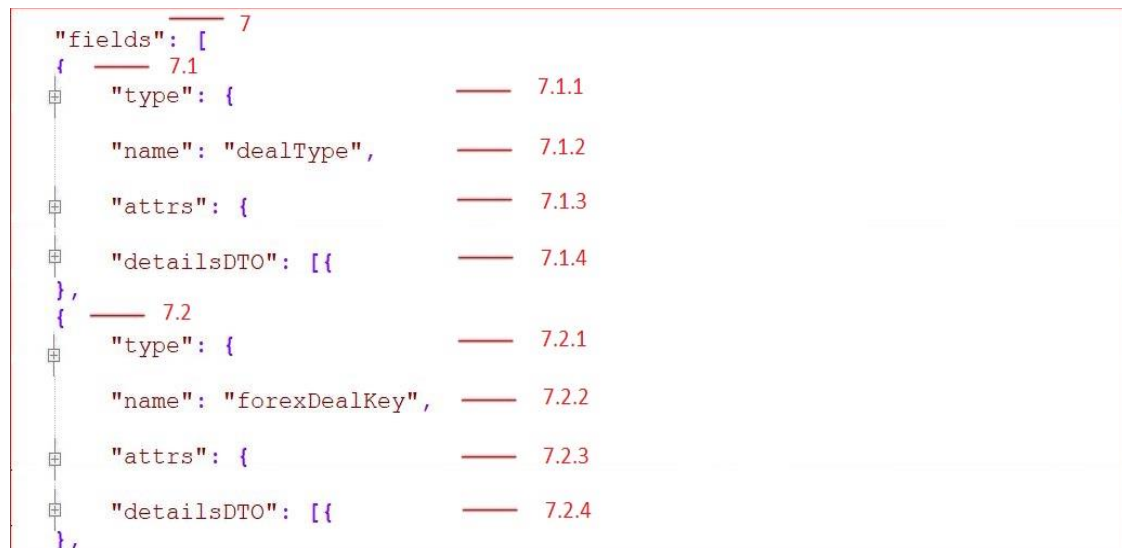 "fields": [ 7
{ 7.1
"type": { 7.1.1
"name": "dealType", 7.1.2
"attrs": { 7.1.3
"detailsDTO": [{ 7.1.4
},
{ 7.2
"type": { 7.2.1
"name": "forexDealKey", 7.2.2
"attrs": { 7.2.3
"detailsDTO": [{ 7.2.4
},